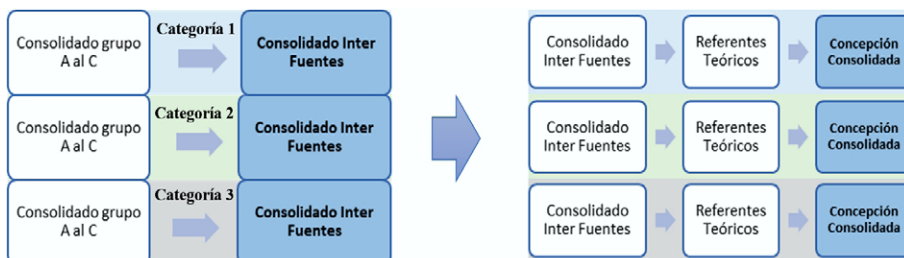 Consolidado grupo
A al C
Categoría 1
Consolidado Inter
Fuentes
Consolidado grupo
A al C
Categoría 2
Consolidado Inter
Fuentes
Consolidado grupo
A al C
Categoría 3
Consolidado Inter
Fuentes
Consolidado
Inter Fuentes
Referentes
Teóricos
Concepción
Consolidada
Consolidado
Inter Fuentes
Referentes
Teóricos
Concepción
Consolidada
Consolidado
Inter Fuentes
Referentes
Teóricos
Concepción
Consolidada